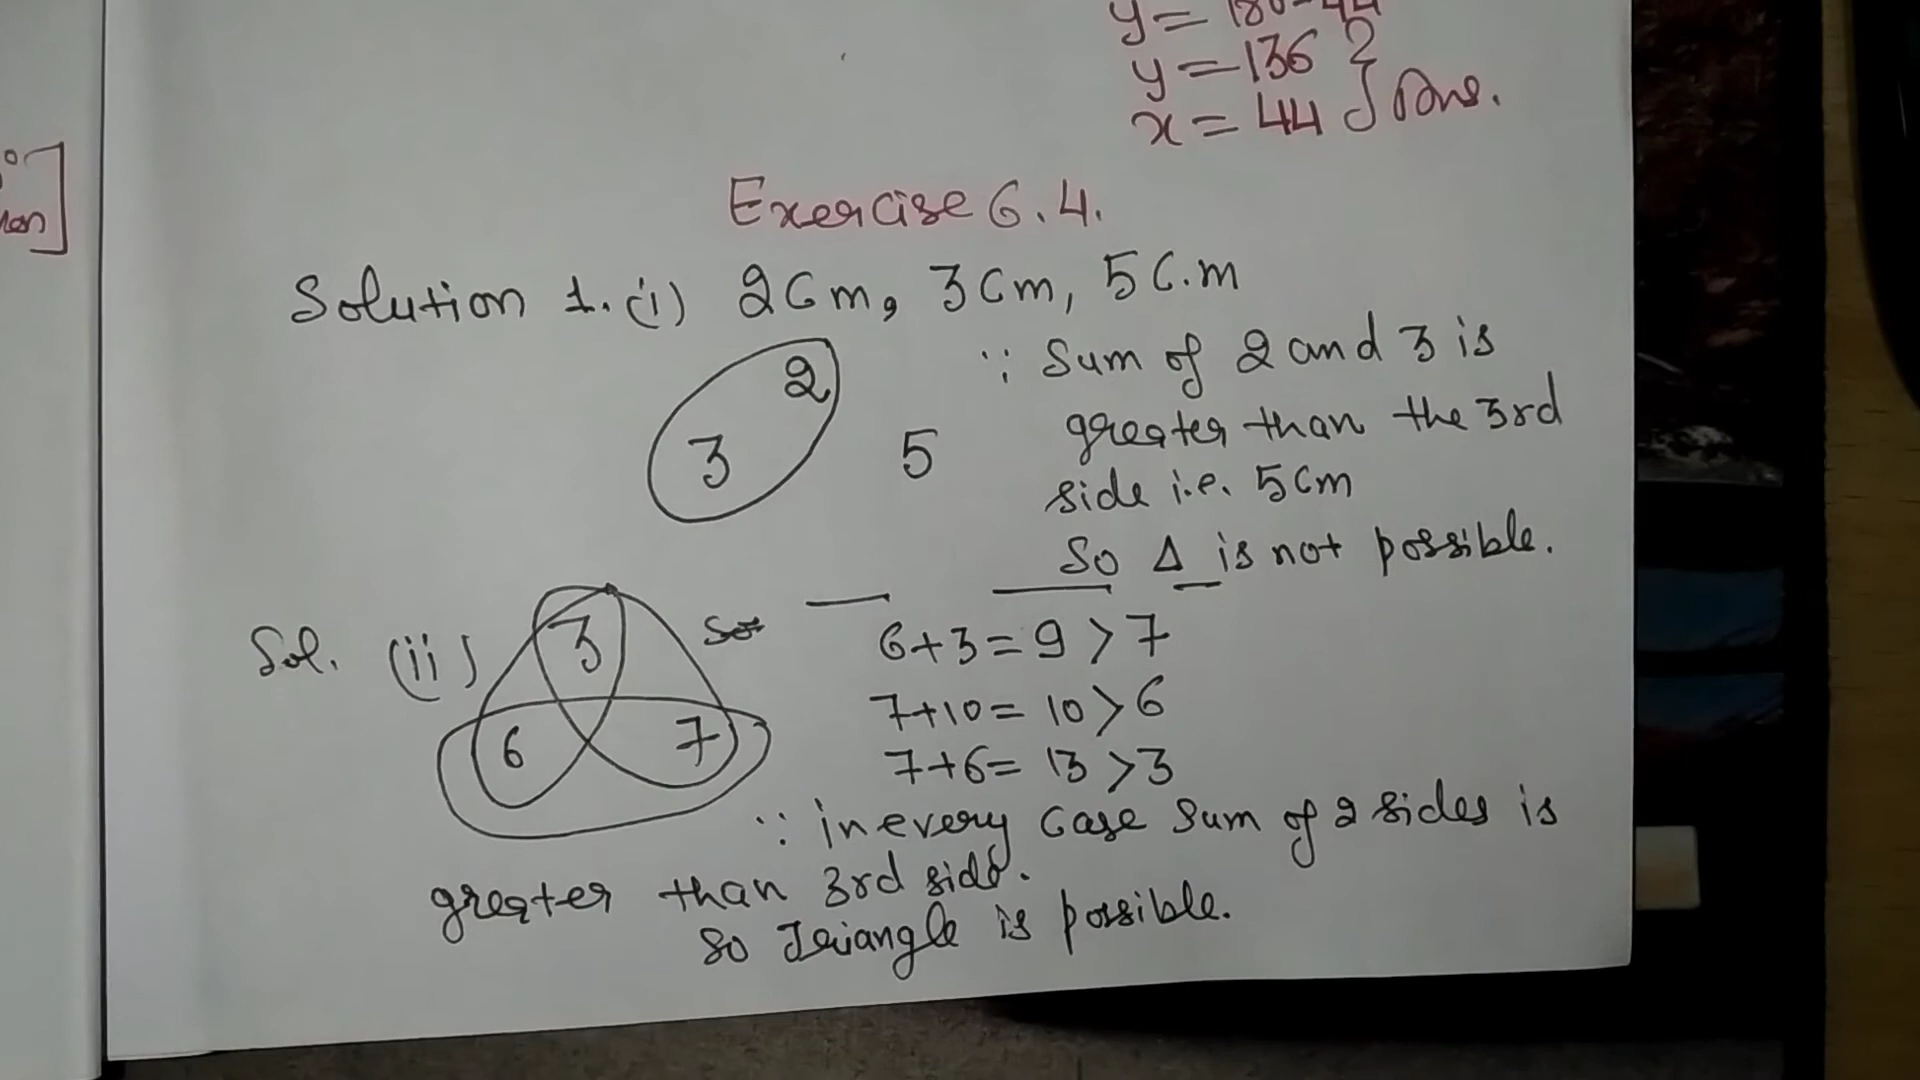 y = 180-44
y = 136
x = 44 } Ans.
Exercise 6.4.
Solution 1. (i) 2Cm, 3Cm, 5C.m
2
3
5
∵ Sum of 2 and 3 is
greater than the 3rd
side i.e. 5Cm
So Δ is not possible.
Sol. (ii)
3
6
7
6+3 = 9 > 7
7+10 = 10 > 6
7+6 = 13 > 3
∵ in every Case Sum of 2 sides is
greater than 3rd side.
So Triangle is possible.